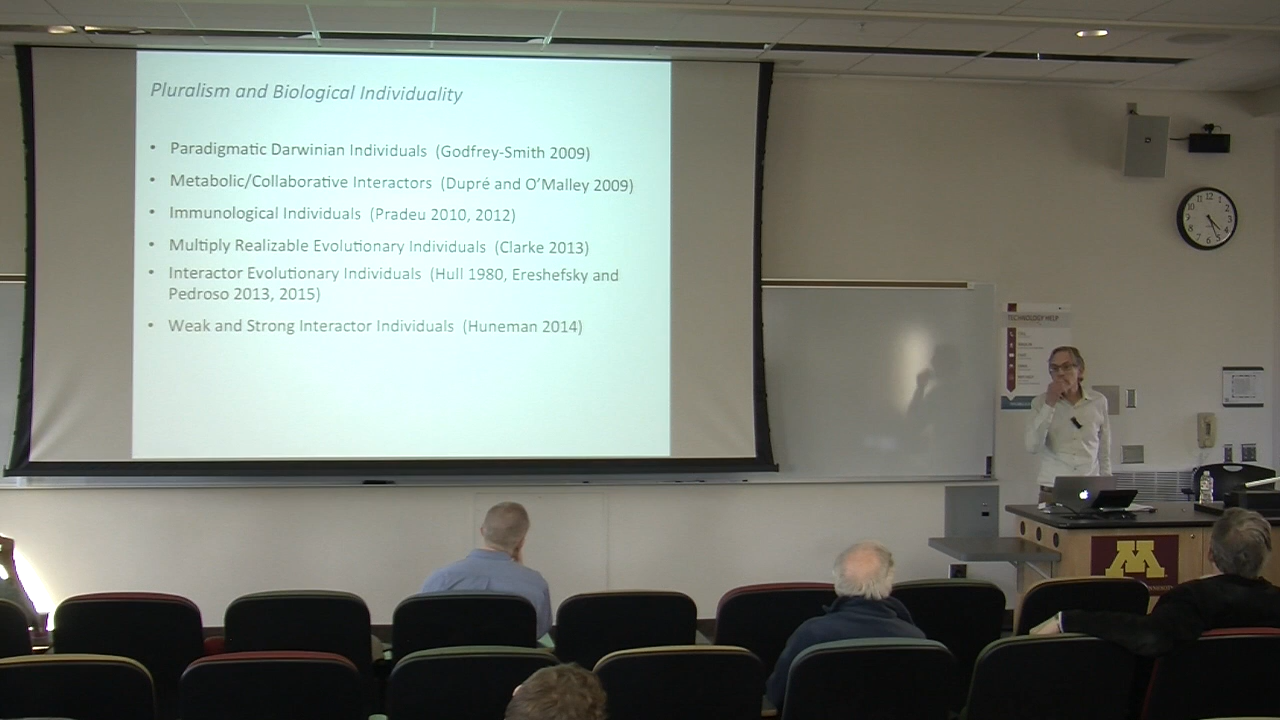 Pluralism and Biological Individuality
• Paradigmatic Darwinian Individuals (Godfrey-Smith 2009)
• Metabolic/Collaborative Interactors (Dupré and O'Malley 2009)
• Immunological Individuals (Pradeu 2010, 2012)
• Multiply Realizable Evolutionary Individuals (Clarke 2013)
• Interactor Evolutionary Individuals (Hull 1980, Ereshefsky and
Pedroso 2013, 2015)
• Weak and Strong Interactor Individuals (Huneman 2014)
TECHNOLOGY HELP
M